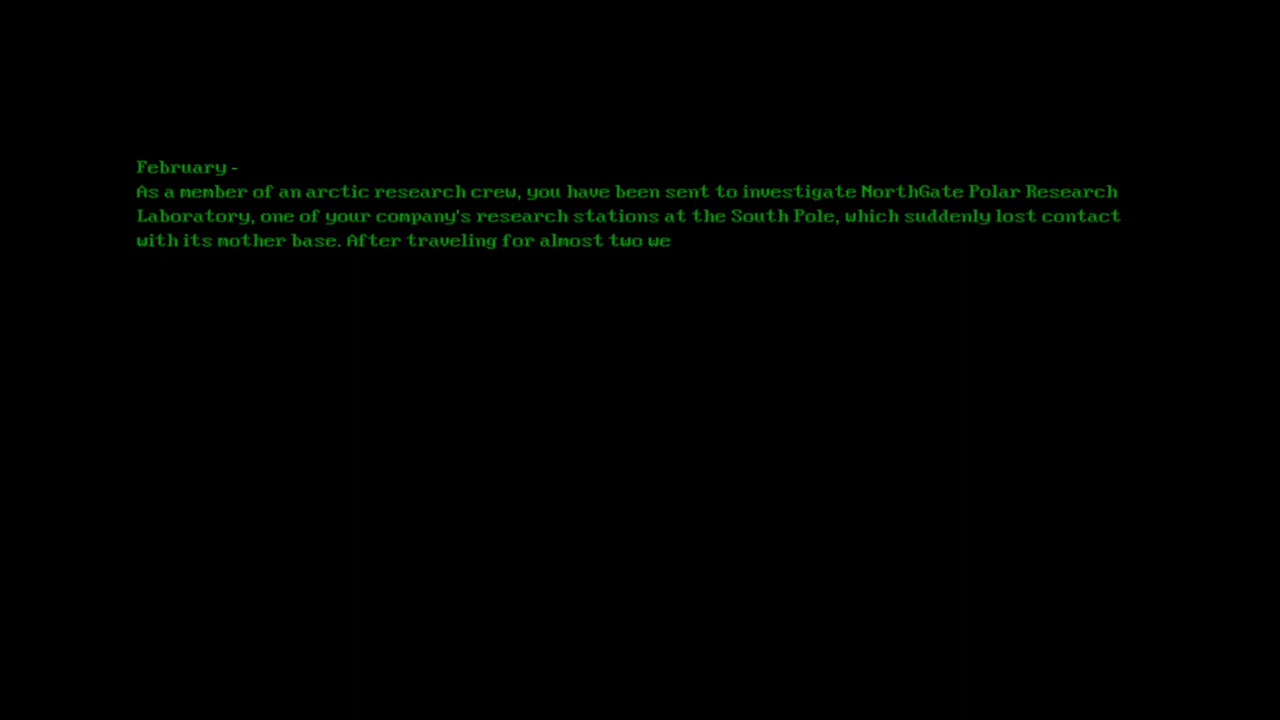 February -
As a member of an arctic research crew, you have been sent to investigate NorthGate Polar Research
Laboratory, one of your company's research stations at the South Pole, which suddenly lost contact
with its mother base. After traveling for almost two we